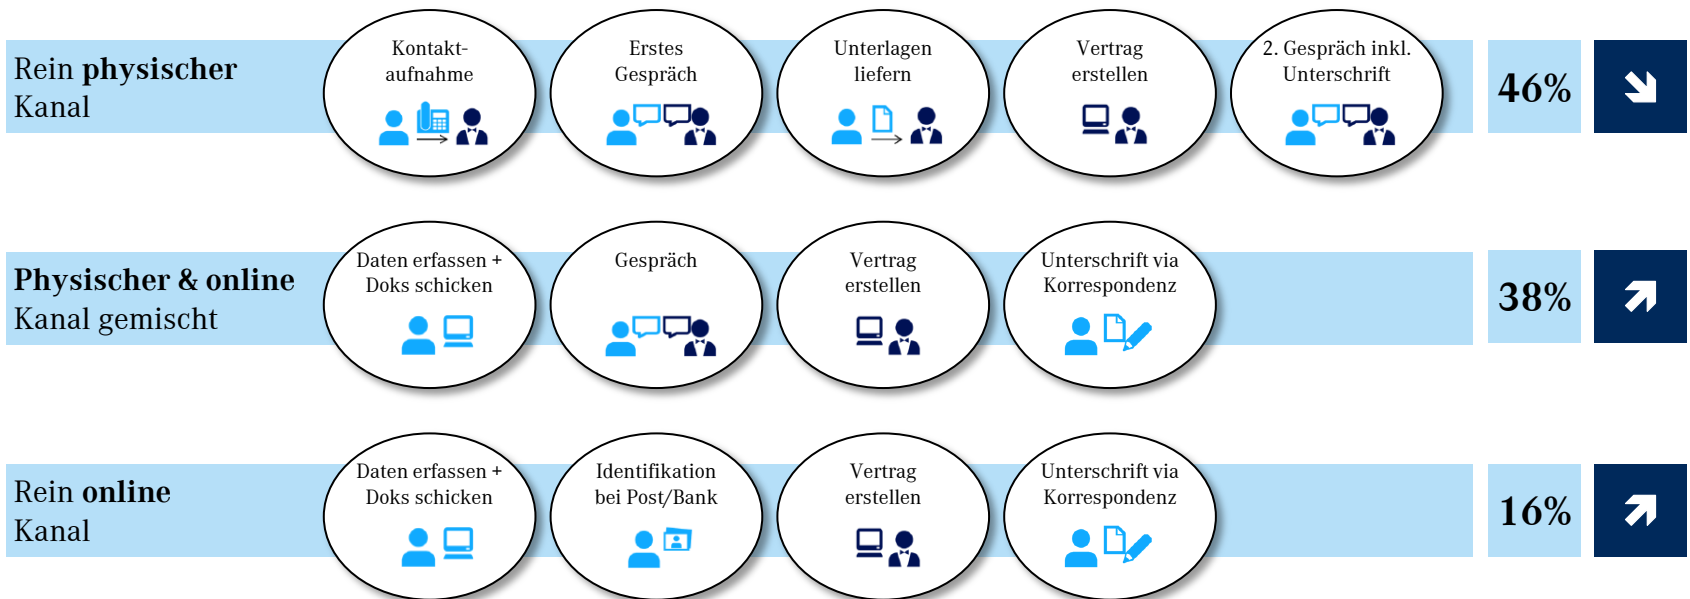 Rein physischer
Kanal
Kontakt-
aufnahme
Erstes
Gespräch
Unterlagen
liefern
Vertrag
erstellen
2. Gespräch inkl.
Unterschrift
46%
Physischer & online
Kanal gemischt
Daten erfassen +
Doks schicken
Gespräch
Vertrag
erstellen
Unterschrift via
Korrespondenz
38%
Rein online
Kanal
Daten erfassen +
Doks schicken
Identifikation
bei Post/Bank
Vertrag
erstellen
Unterschrift via
Korrespondenz
16%